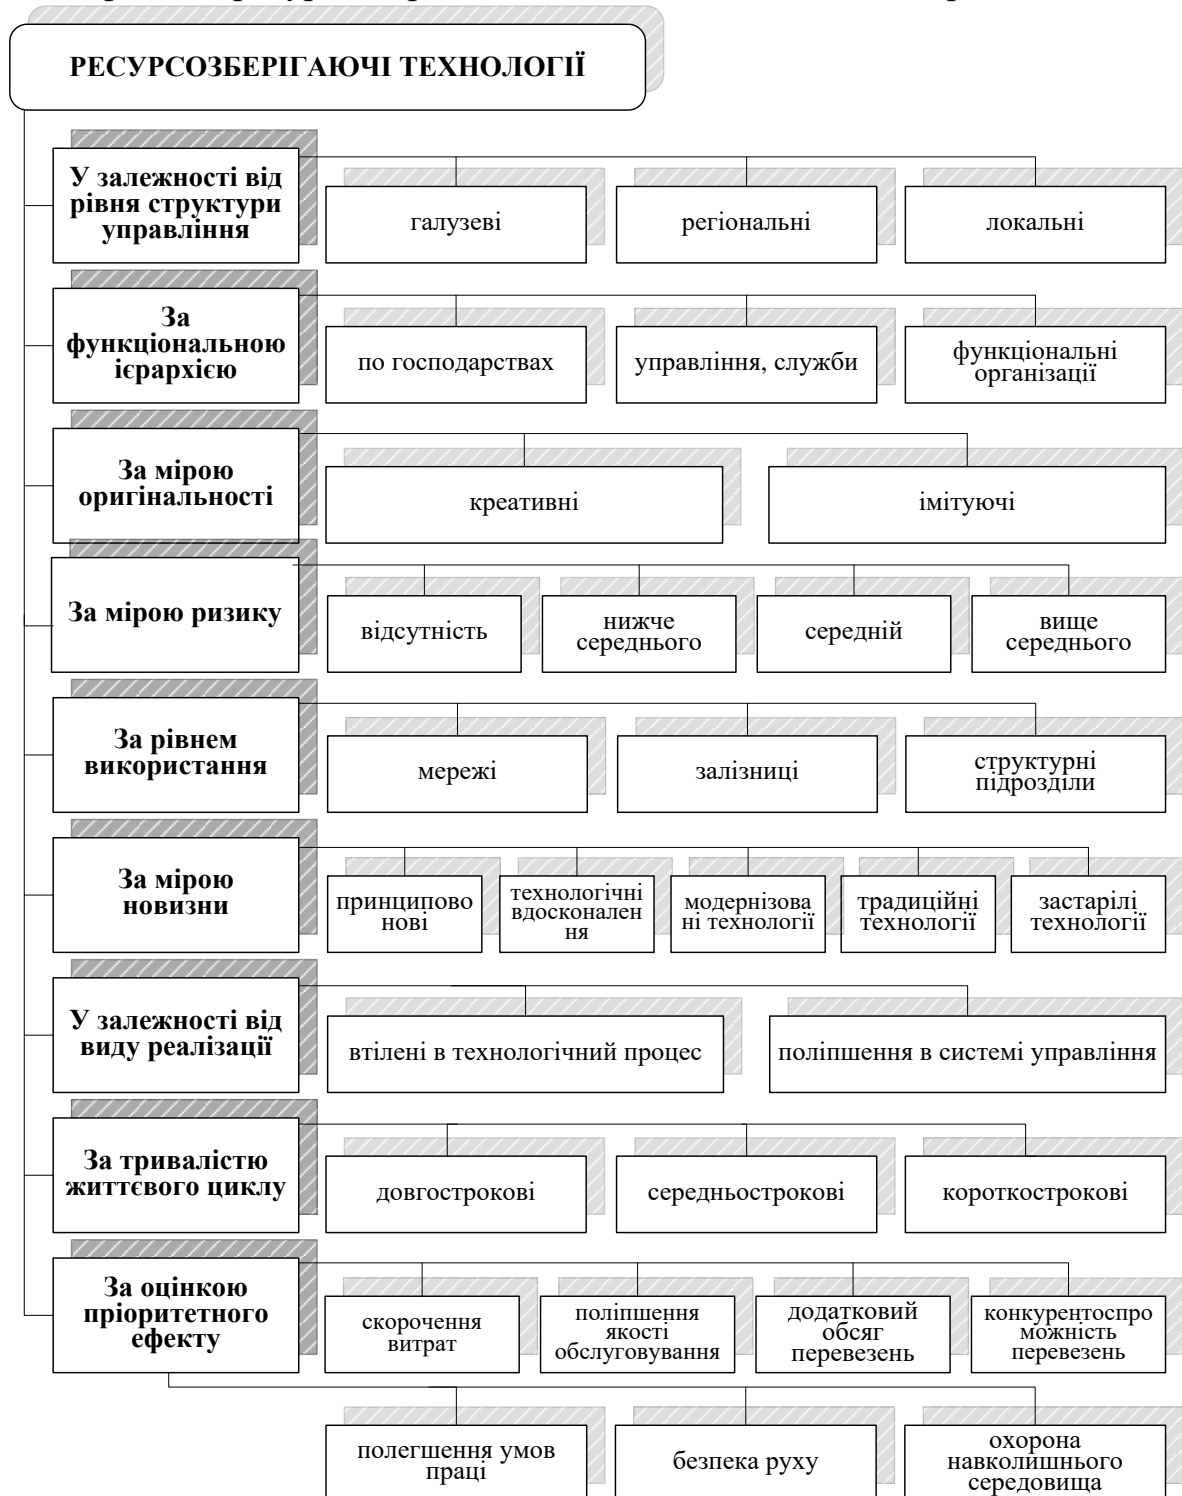 РЕСУРСОЗБЕРІГАЮЧІ ТЕХНОЛОГІЇ
У залежності від
рівня структури
управління
галузеві
регіональні
локальні
За
функціональною
ієрархією
по господарствах
управління, служби
функціональні
організації
За мірою
оригінальності
креативні
імітуючі
За мірою ризику
відсутність
нижче
середнього
середній
вище
середнього
За рівнем
використання
мережі
залізниці
структурні
підрозділи
За мірою
новизни
принципово
нові
технологічні
вдосконален
ня
модернізова
ні технології
традиційні
технології
застарілі
технології
У залежності від
виду реалізації
втілені в технологічний процес
поліпшення в системі управління
За тривалістю
життєвого циклу
довгострокові
середньострокові
короткострокові
За оцінкою
пріоритетного
ефекту
скорочення
витрат
поліпшення
якості
обслуговування
додатковий
обсяг
перевезень
конкурентоспро
можність
перевезень
полегшення умов
праці
безпека руху
охорона
навколишнього
середовища